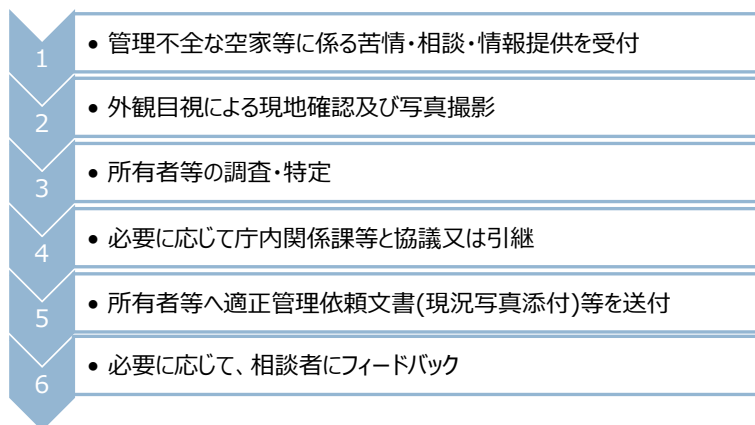 1
• 管理不全な空家等に係る苦情・相談・情報提供を受付
2
• 外観目視による現地確認及び写真撮影
3
• 所有者等の調査・特定
4
• 必要に応じて庁内関係課等と協議又は引継
5
• 所有者等へ適正管理依頼文書(現況写真添付)等を送付
6
• 必要に応じて、相談者にフィードバック